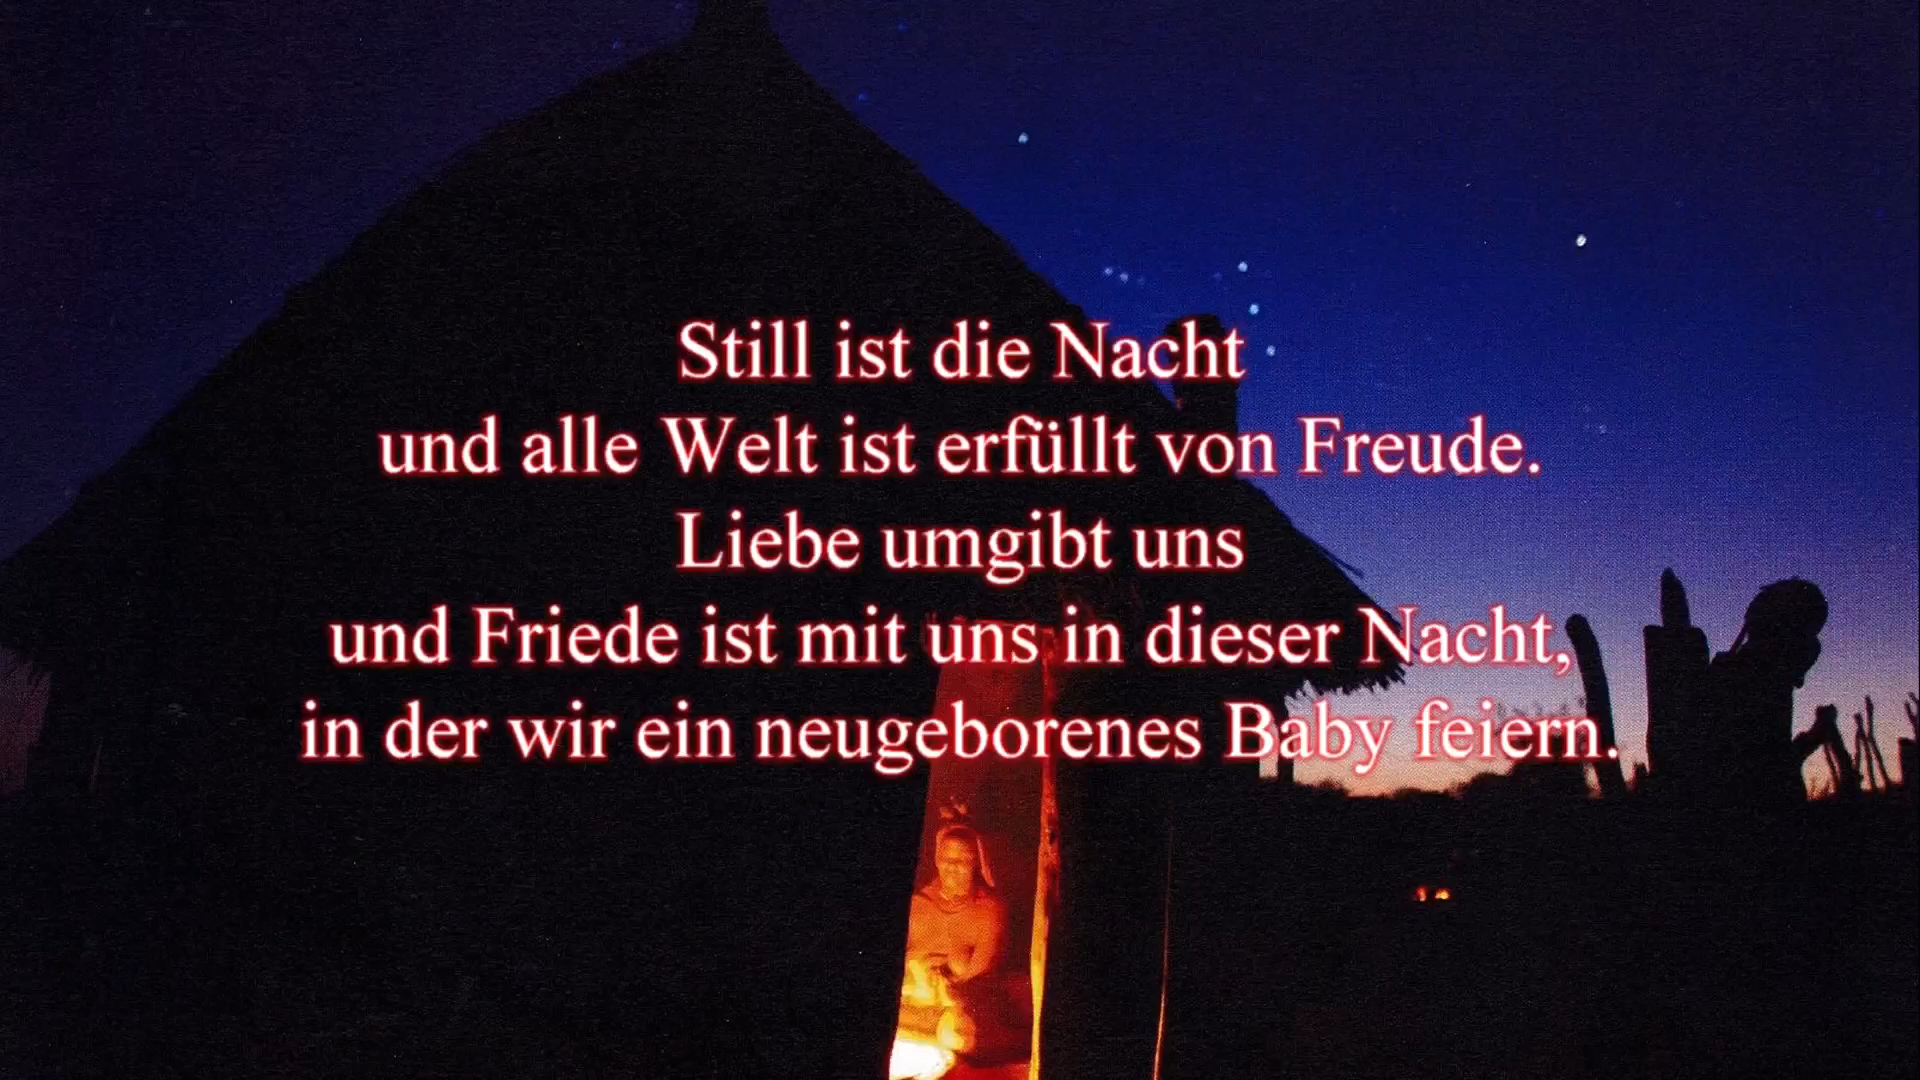 Still ist die Nacht
und alle Welt ist erfüllt von Freude.
Liebe umgibt uns
und Friede ist mit uns in dieser Nacht,
in der wir ein neugeborenes Baby feiern.